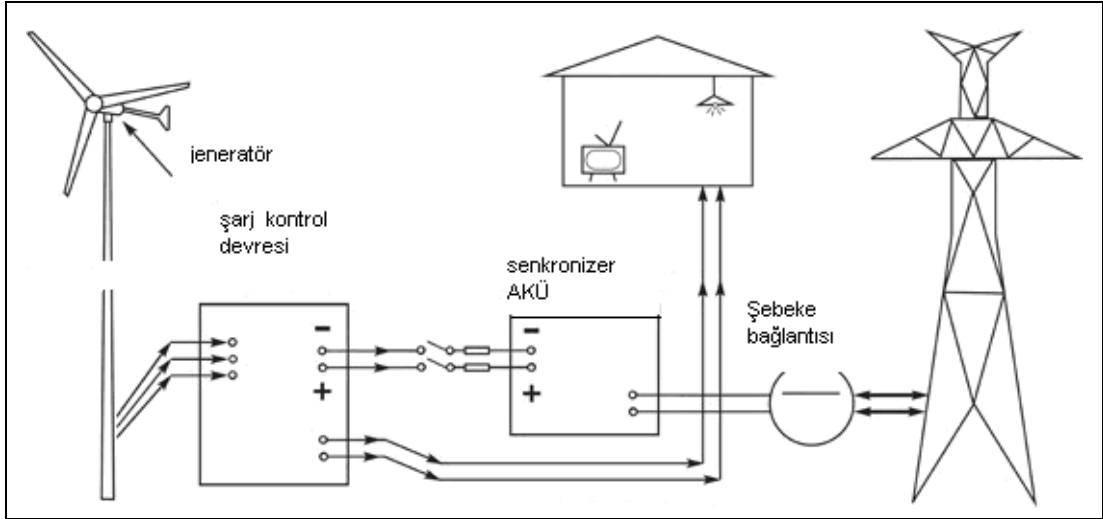 jeneratör
şarj kontrol
devresi
senkronizer
AKÜ
Şebeke
bağlantısı
-
+
-
+